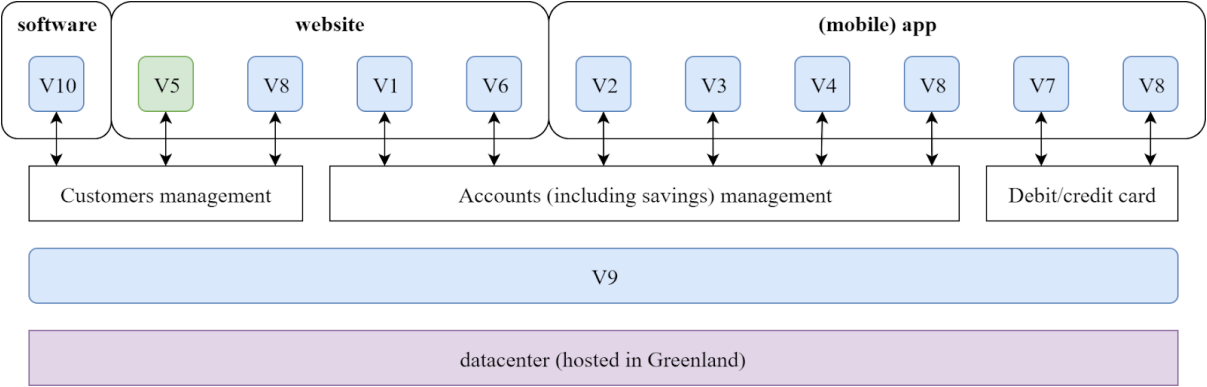 software
website
(mobile) app
V10
V5
V8
V1
V6
V2
V3
V4
V8
V7
V8
Customers management
Accounts (including savings) management
Debit/credit card
V9
datacenter (hosted in Greenland)